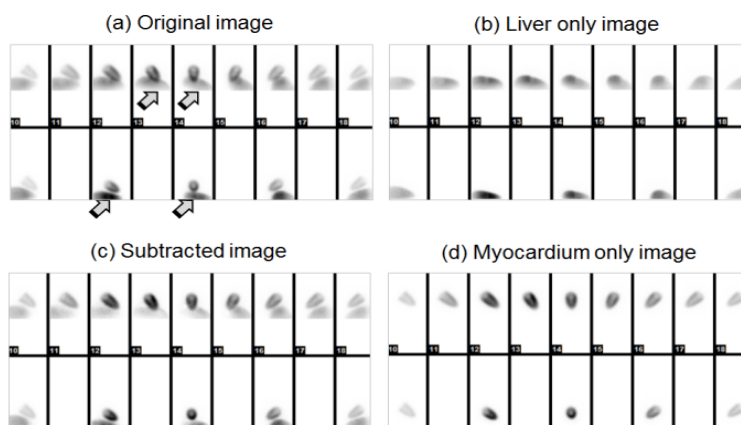 (a) Original image
(b) Liver only image
10 11 12 13 14 15 16 17 18
10 11 12 13 14 15 16 17 18
(c) Subtracted image
(d) Myocardium only image
10 11 12 13 14 15 16 17 18
10 11 12 13 14 15 16 17 18